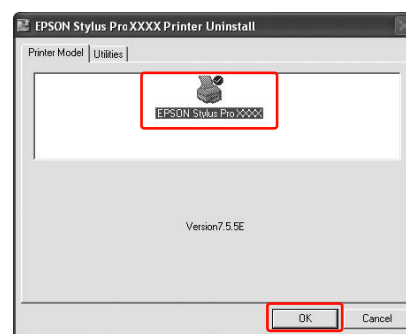 EPSON Stylus Pro XXXX Printer Uninstall
Printer Model Utilities
EPSON Stylus Pro XXXX
Version7.5.5E
OK Cancel